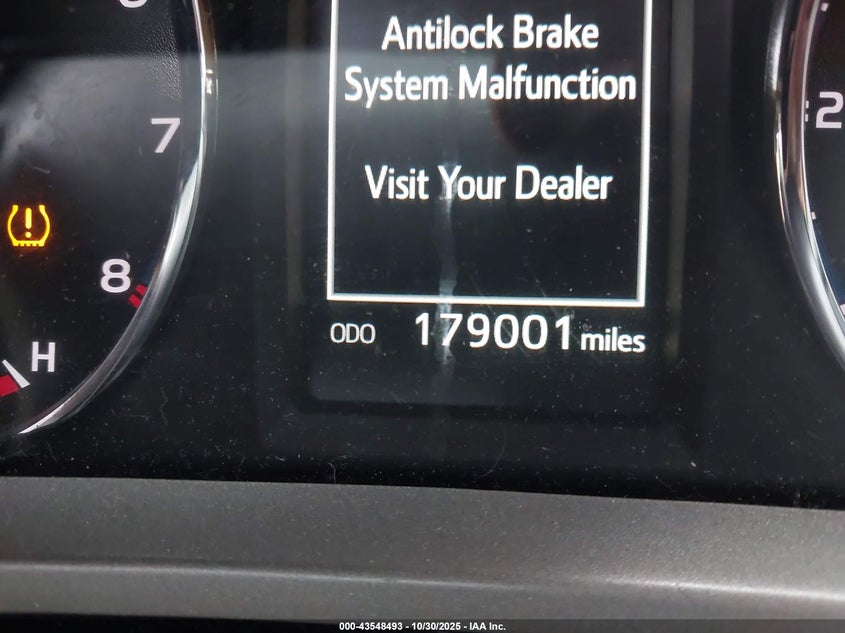 Antilock Brake
System Malfunction
Visit Your Dealer
7
8
H
ODO 179001 miles
000-43548493 - 10/30/2025 - IAA Inc.